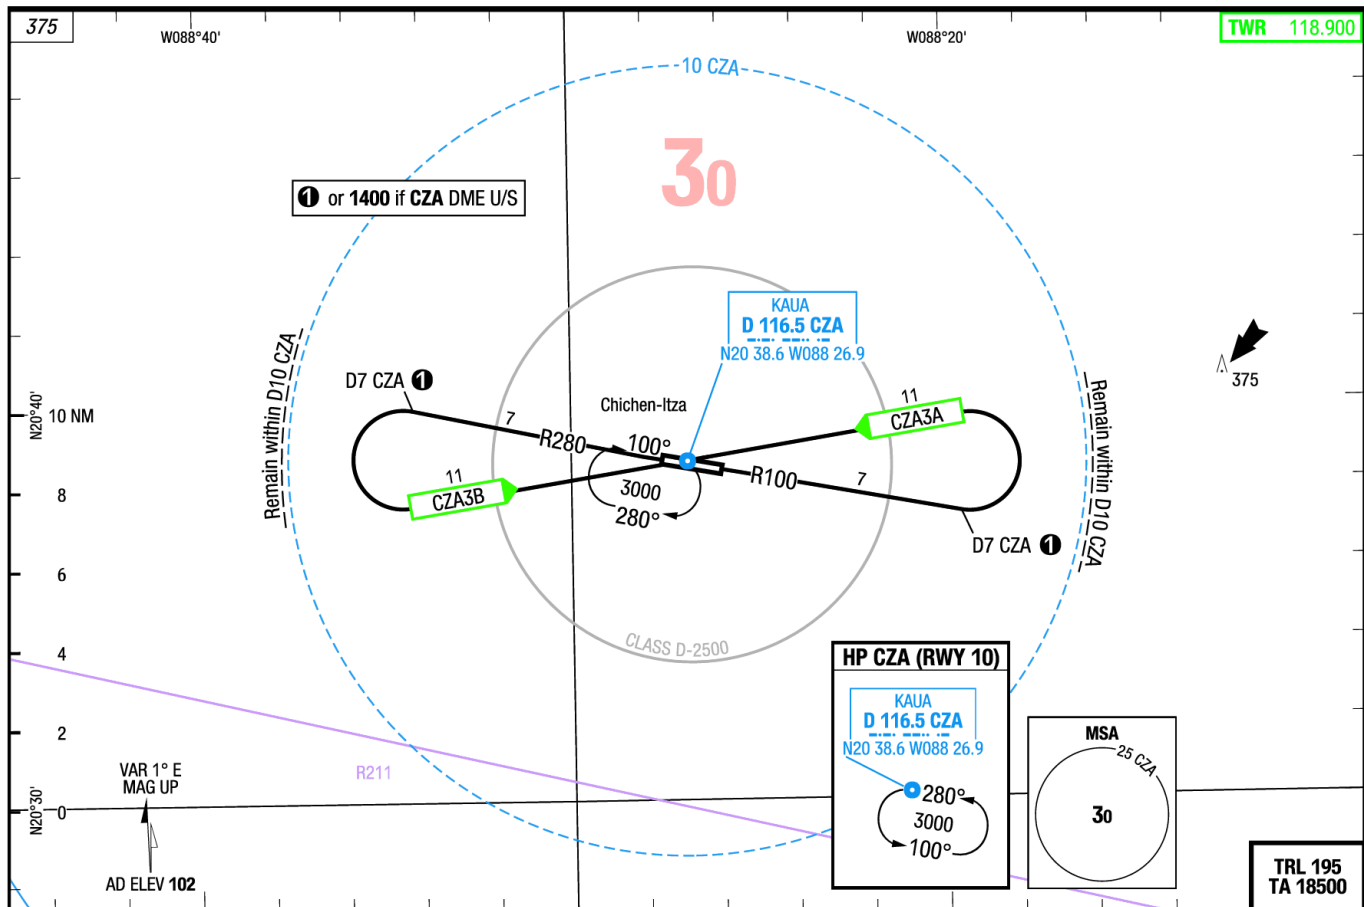 375
W088°40'
W088°20'
TWR 118.900
10 CZA
30
❶ or 1400 if CZA DME U/S
KAUA
D 116.5 CZA
N20 38.6 W088 26.9
375
Remain within D10 CZA
Remain within D10 CZA
D7 CZA ❶
Chichen-Itza
11
CZA3A
N20°40'
10 NM
7
R280
100°
R100
7
11
CZA3B
3000
280°
8
D7 CZA ❶
6
CLASS D-2500
4
HP CZA (RWY 10)
KAUA
D 116.5 CZA
N20 38.6 W088 26.9
280°
3000
100°
MSA
25 CZA
30
2
R211
VAR 1° E
MAG UP
N20°30'
0
AD ELEV 102
TRL 195
TA 18500